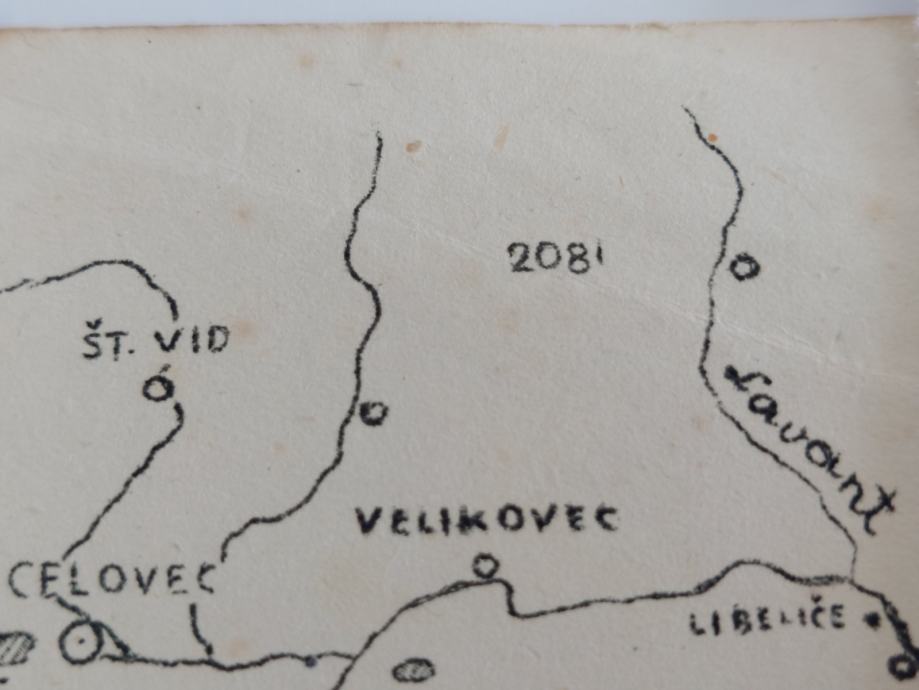 2081
ŠT. VID
Lavant
VELIKOVEC
CELOVEC
LIBELIČE